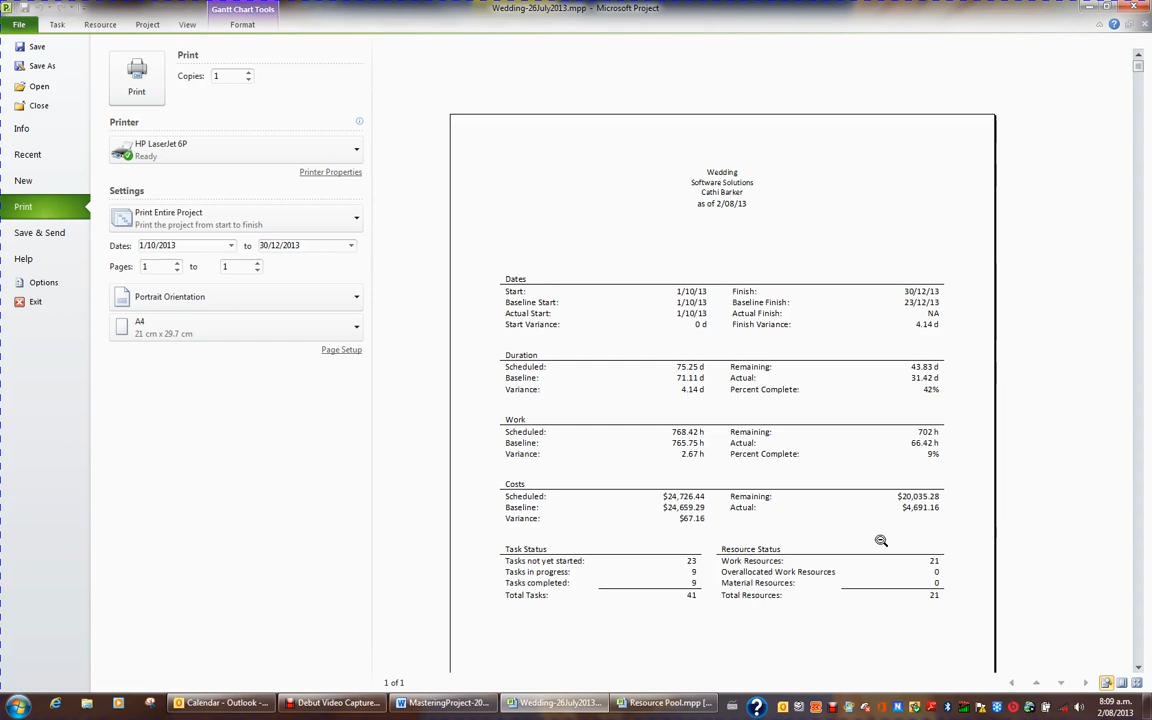 Wedding-26July2013.mpp - Microsoft Project
Gantt Chart Tools
File Task Resource Project View Format
Save
Save As
Open
Close
Info
Recent
New
Print
Save & Send
Help
Options
Exit
Print
Print
Copies: 1
Printer
HP LaserJet 6P
Ready
Printer Properties
Settings
Print Entire Project
Print the project from start to finish
Dates: 1/10/2013 to 30/12/2013
Pages: 1 to 1
Portrait Orientation
A4
21 cm x 29.7 cm
Page Setup
Wedding
Software Solutions
Cathi Barker
as of 2/08/13
Dates
Start: 1/10/13 Finish: 30/12/13
Baseline Start: 1/10/13 Baseline Finish: 23/12/13
Actual Start: 1/10/13 Actual Finish: NA
Start Variance: 0 d Finish Variance: 4.14 d
Duration
Scheduled: 75.25 d Remaining: 43.83 d
Baseline: 71.11 d Actual: 31.42 d
Variance: 4.14 d Percent Complete: 42%
Work
Scheduled: 768.42 h Remaining: 702 h
Baseline: 765.75 h Actual: 66.42 h
Variance: 2.67 h Percent Complete: 9%
Costs
Scheduled: $24,726.44 Remaining: $20,035.28
Baseline: $24,659.29 Actual: $4,691.16
Variance: $67.16
Task Status Resource Status
Tasks not yet started: 23 Work Resources: 21
Tasks in progress: 9 Overallocated Work Resources 0
Tasks completed: 9 Material Resources: 0
Total Tasks: 41 Total Resources: 21
1 of 1
Calendar - Outlook -... Debut Video Capture... MasteringProject-20... Wedding-26July2013... Resource Pool.mpp [...
8:09 a.m.
2/08/2013